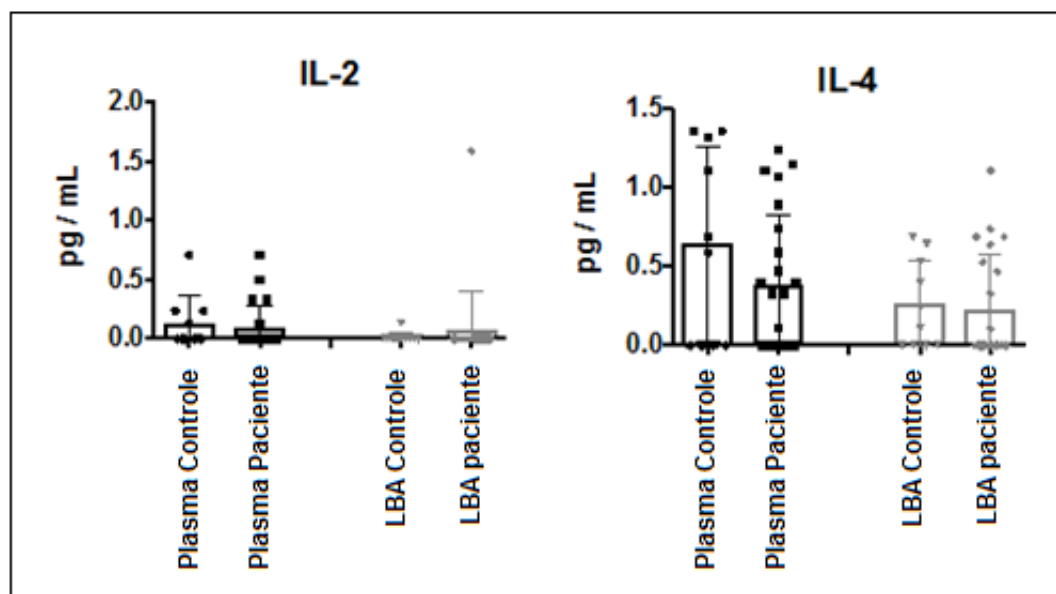 IL-2
pg / mL
2.0
1.5
1.0
0.5
0.0
Plasma Controle
Plasma Paciente
LBA Controle
LBA paciente
IL-4
pg / mL
1.5
1.0
0.5
0.0
Plasma Controle
Plasma Paciente
LBA Controle
LBA paciente